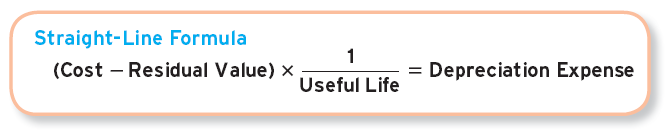 Straight-Line Formula
(Cost – Residual Value) × 1 / Useful Life = Depreciation Expense